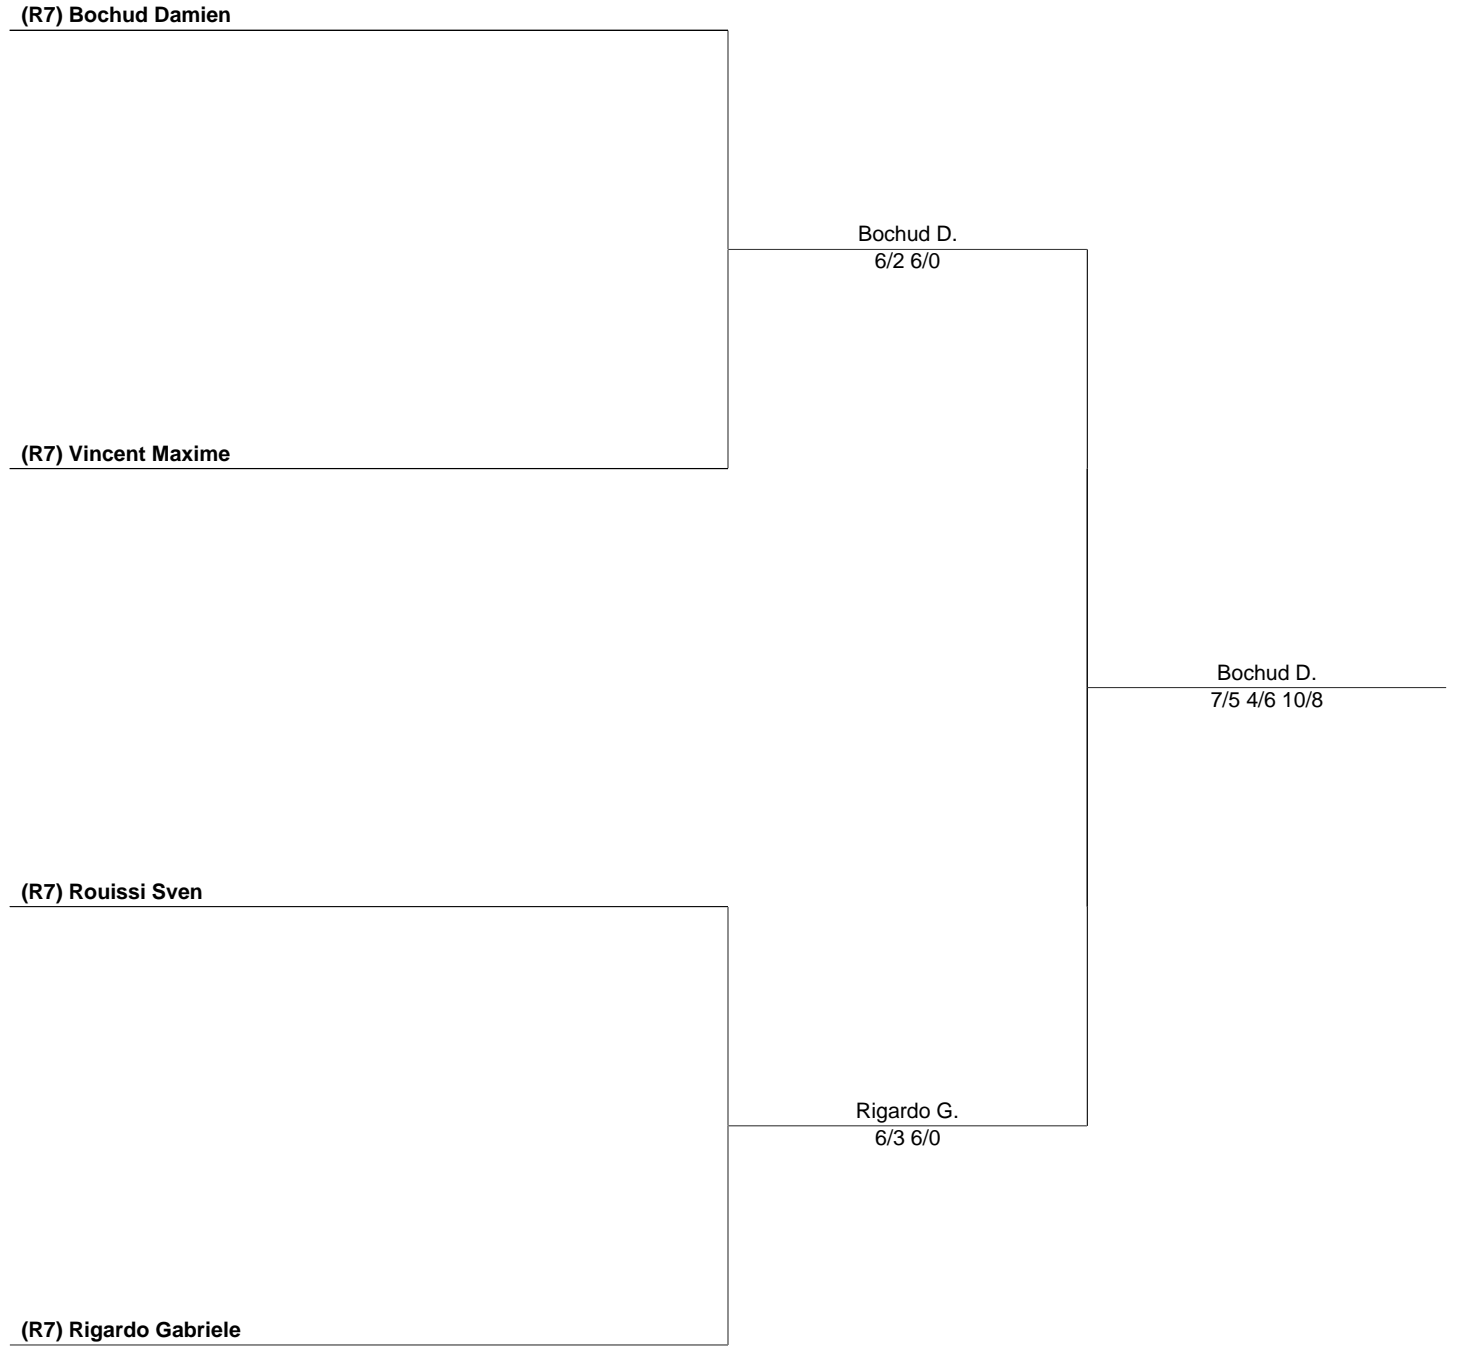 (R7) Bochud Damien
Bochud D.
6/2 6/0
(R7) Vincent Maxime
Bochud D.
7/5 4/6 10/8
(R7) Rouissi Sven
Rigardo G.
6/3 6/0
(R7) Rigardo Gabriele